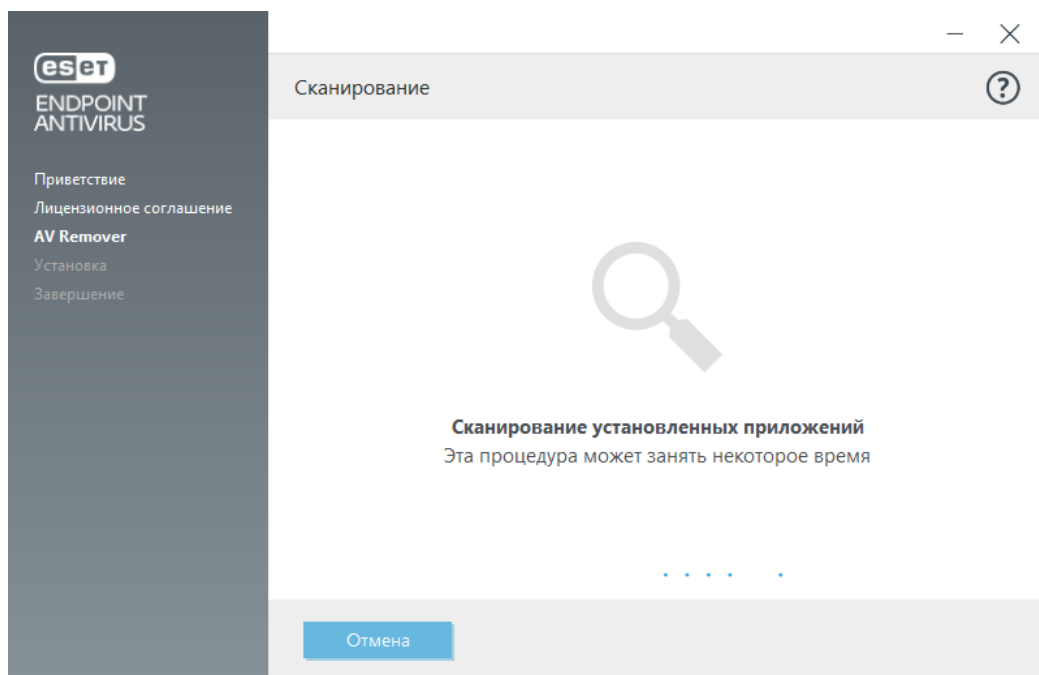 eset
ENDPOINT
ANTIVIRUS
Приветствие
Лицензионное соглашение
AV Remover
Установка
Завершение
Сканирование
?
Сканирование установленных приложений
Эта процедура может занять некоторое время
Отмена